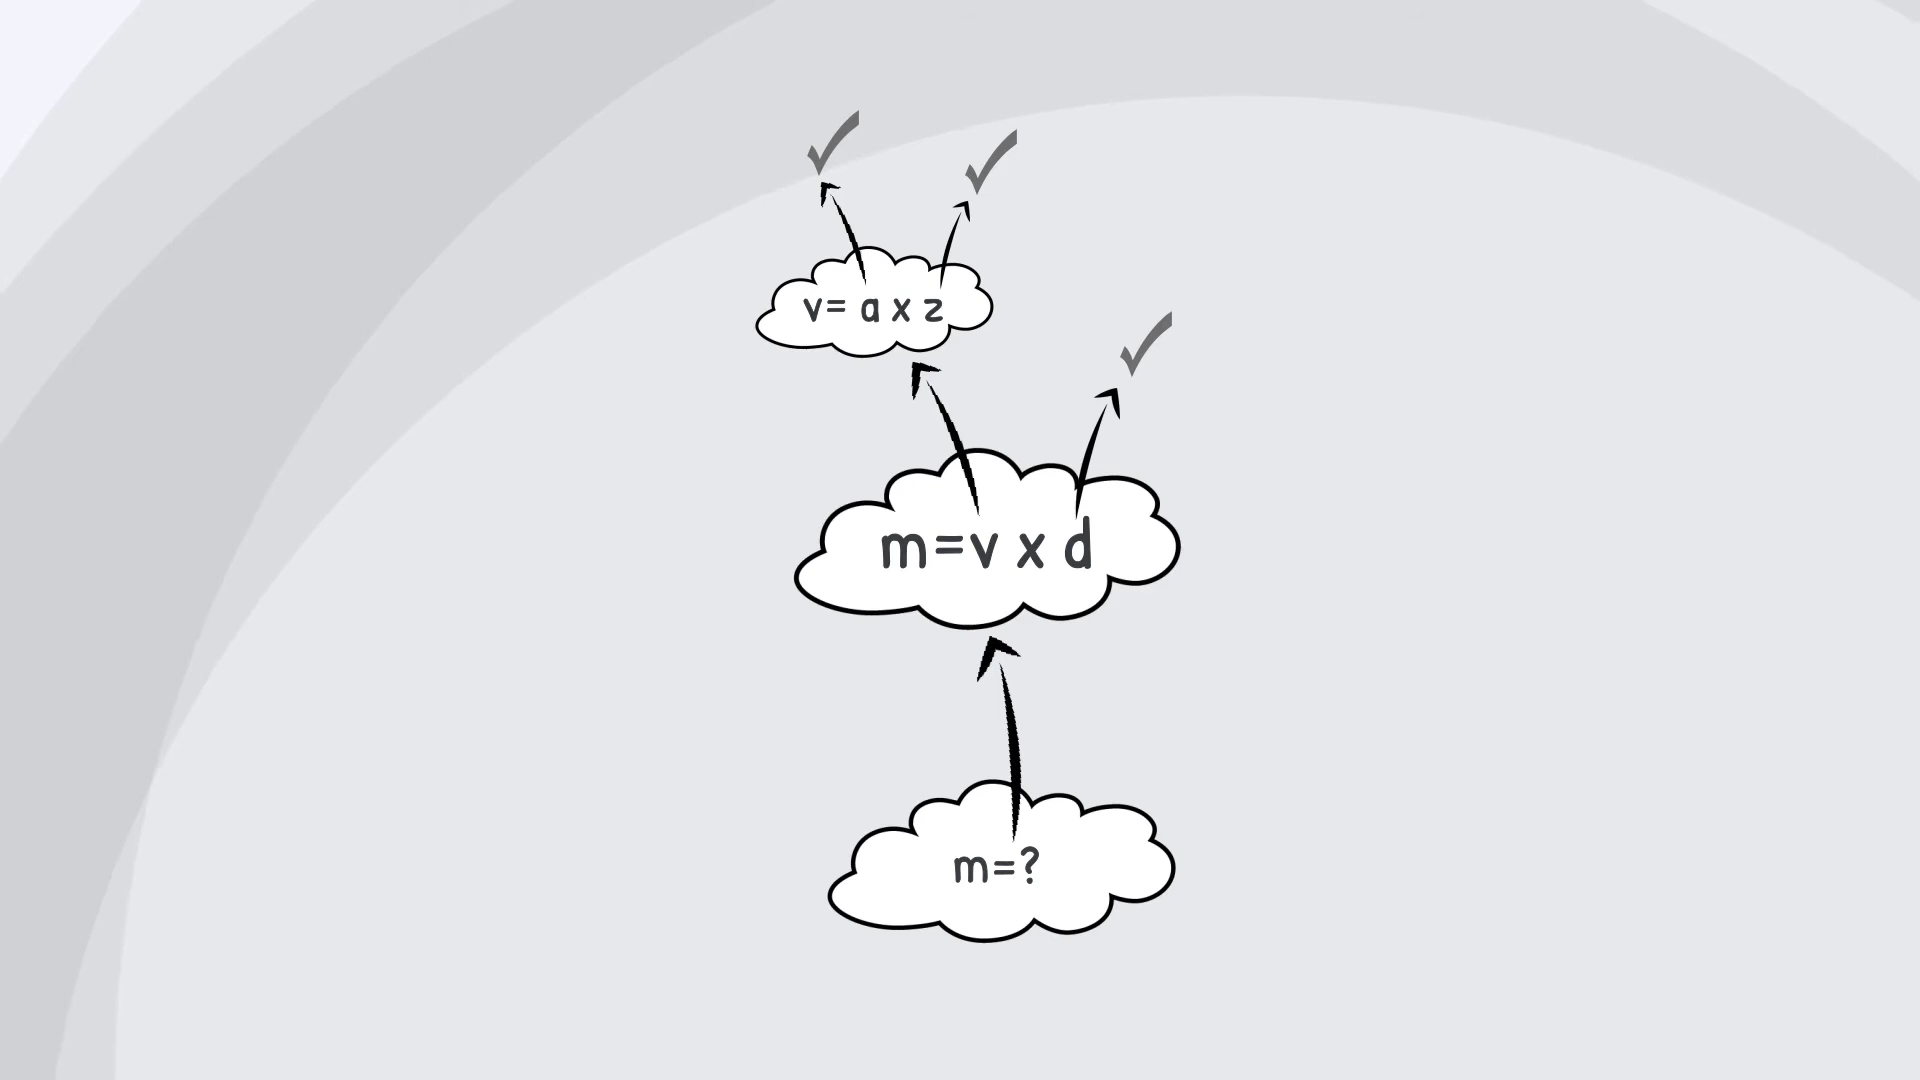 v= a x z
m=v x d
m=?